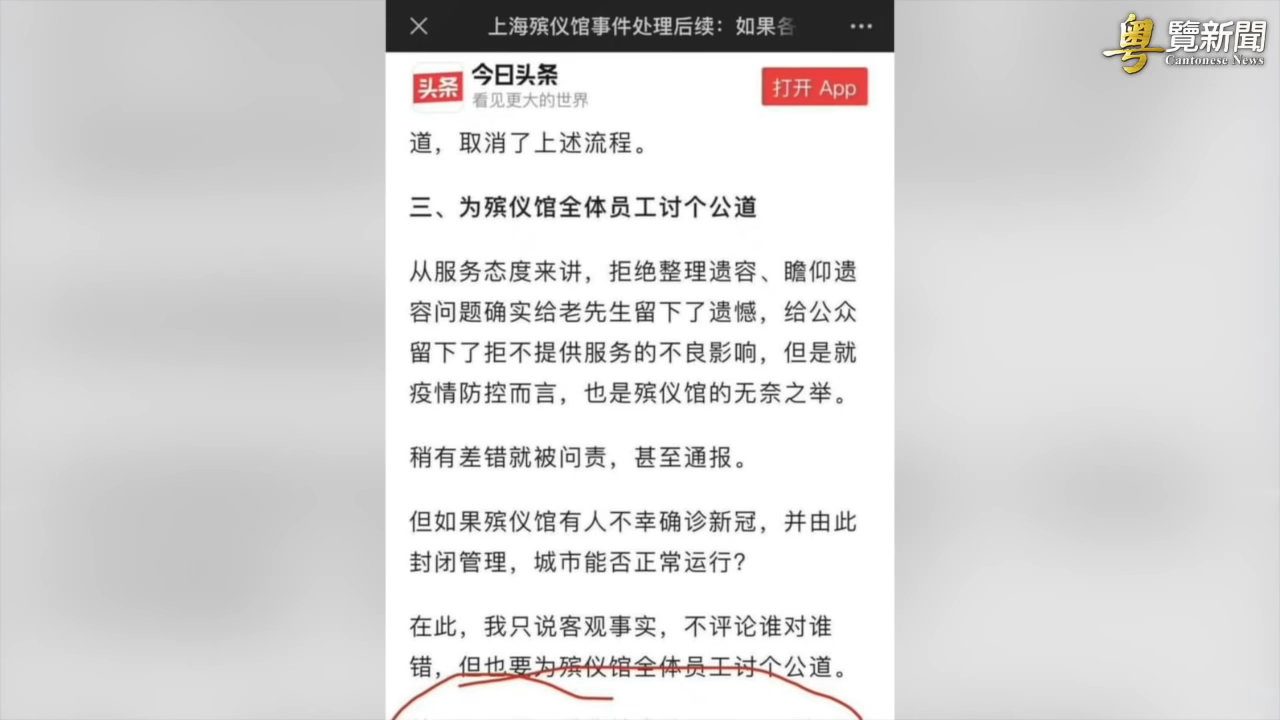 上海殡仪馆事件处理后续：如果各
粤覽新聞
Cantonese News
头条
今日头条
看见更大的世界
打开 App
道，取消了上述流程。
三、为殡仪馆全体员工讨个公道
从服务态度来讲，拒绝整理遗容、瞻仰遗
容问题确实给老先生留下了遗憾，给公众
留下了拒不提供服务的不良影响，但是就
疫情防控而言，也是殡仪馆的无奈之举。
稍有差错就被问责，甚至通报。
但如果殡仪馆有人不幸确诊新冠，并由此
封闭管理，城市能否正常运行？
在此，我只说客观事实，不评论谁对谁
错，但也要为殡仪馆全体员工讨个公道。